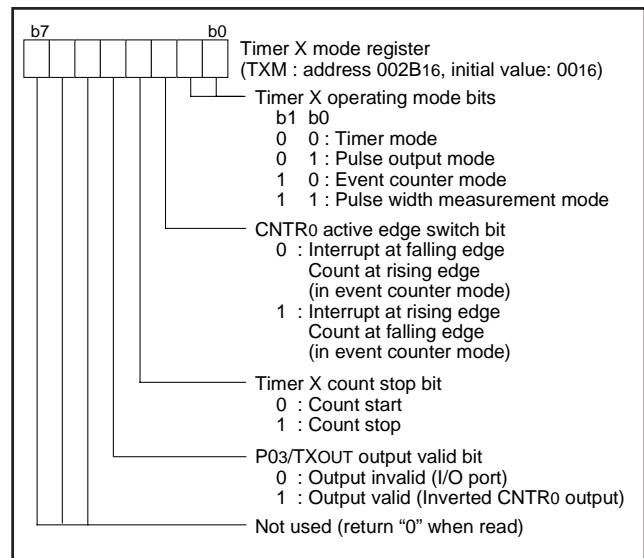 b7 b0
Timer X mode register
(TXM : address 002B16, initial value: 0016)
Timer X operating mode bits
b1 b0
0 0 : Timer mode
0 1 : Pulse output mode
1 0 : Event counter mode
1 1 : Pulse width measurement mode
CNTR0 active edge switch bit
0 : Interrupt at falling edge
Count at rising edge
(in event counter mode)
1 : Interrupt at rising edge
Count at falling edge
(in event counter mode)
Timer X count stop bit
0 : Count start
1 : Count stop
P03/TXOUT output valid bit
0 : Output invalid (I/O port)
1 : Output valid (Inverted CNTR0 output)
Not used (return “0” when read)